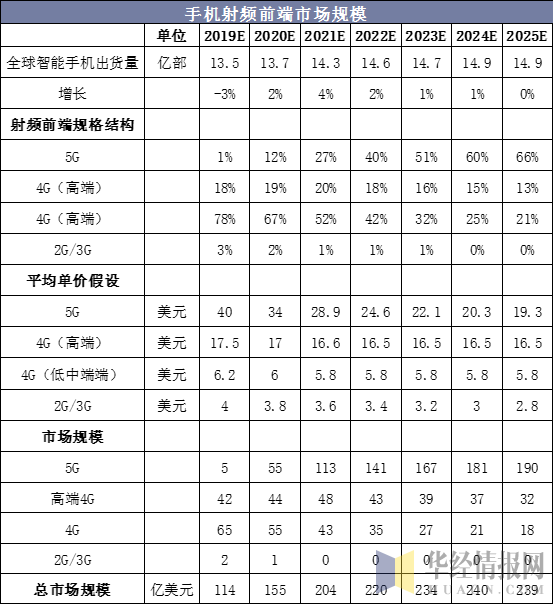 手机射频前端市场规模
单位 2019E 2020E 2021E 2022E 2023E 2024E 2025E
全球智能手机出货量 亿部 13.5 13.7 14.3 14.6 14.7 14.9 14.9
增长 -3% 2% 4% 2% 1% 1% 0%
射频前端规格结构
5G 1% 12% 27% 40% 51% 60% 66%
4G（高端） 18% 19% 20% 18% 16% 15% 13%
4G（高端） 78% 67% 52% 42% 32% 25% 21%
2G/3G 3% 2% 1% 1% 1% 0% 0%
平均单价假设
5G 美元 40 34 28.9 24.6 22.1 20.3 19.3
4G（高端） 美元 17.5 17 16.6 16.5 16.5 16.5 16.5
4G（低中端端） 美元 6.2 6 5.8 5.8 5.8 5.8 5.8
2G/3G 美元 4 3.8 3.6 3.4 3.2 3 2.8
市场规模
5G 5 55 113 141 167 181 190
高端4G 42 44 48 43 39 37 32
4G 65 55 43 35 27 21 18
2G/3G 2 1 0 0 0 0 0
总市场规模 亿美元 114 155 204 220 234 240 239
华经情报网